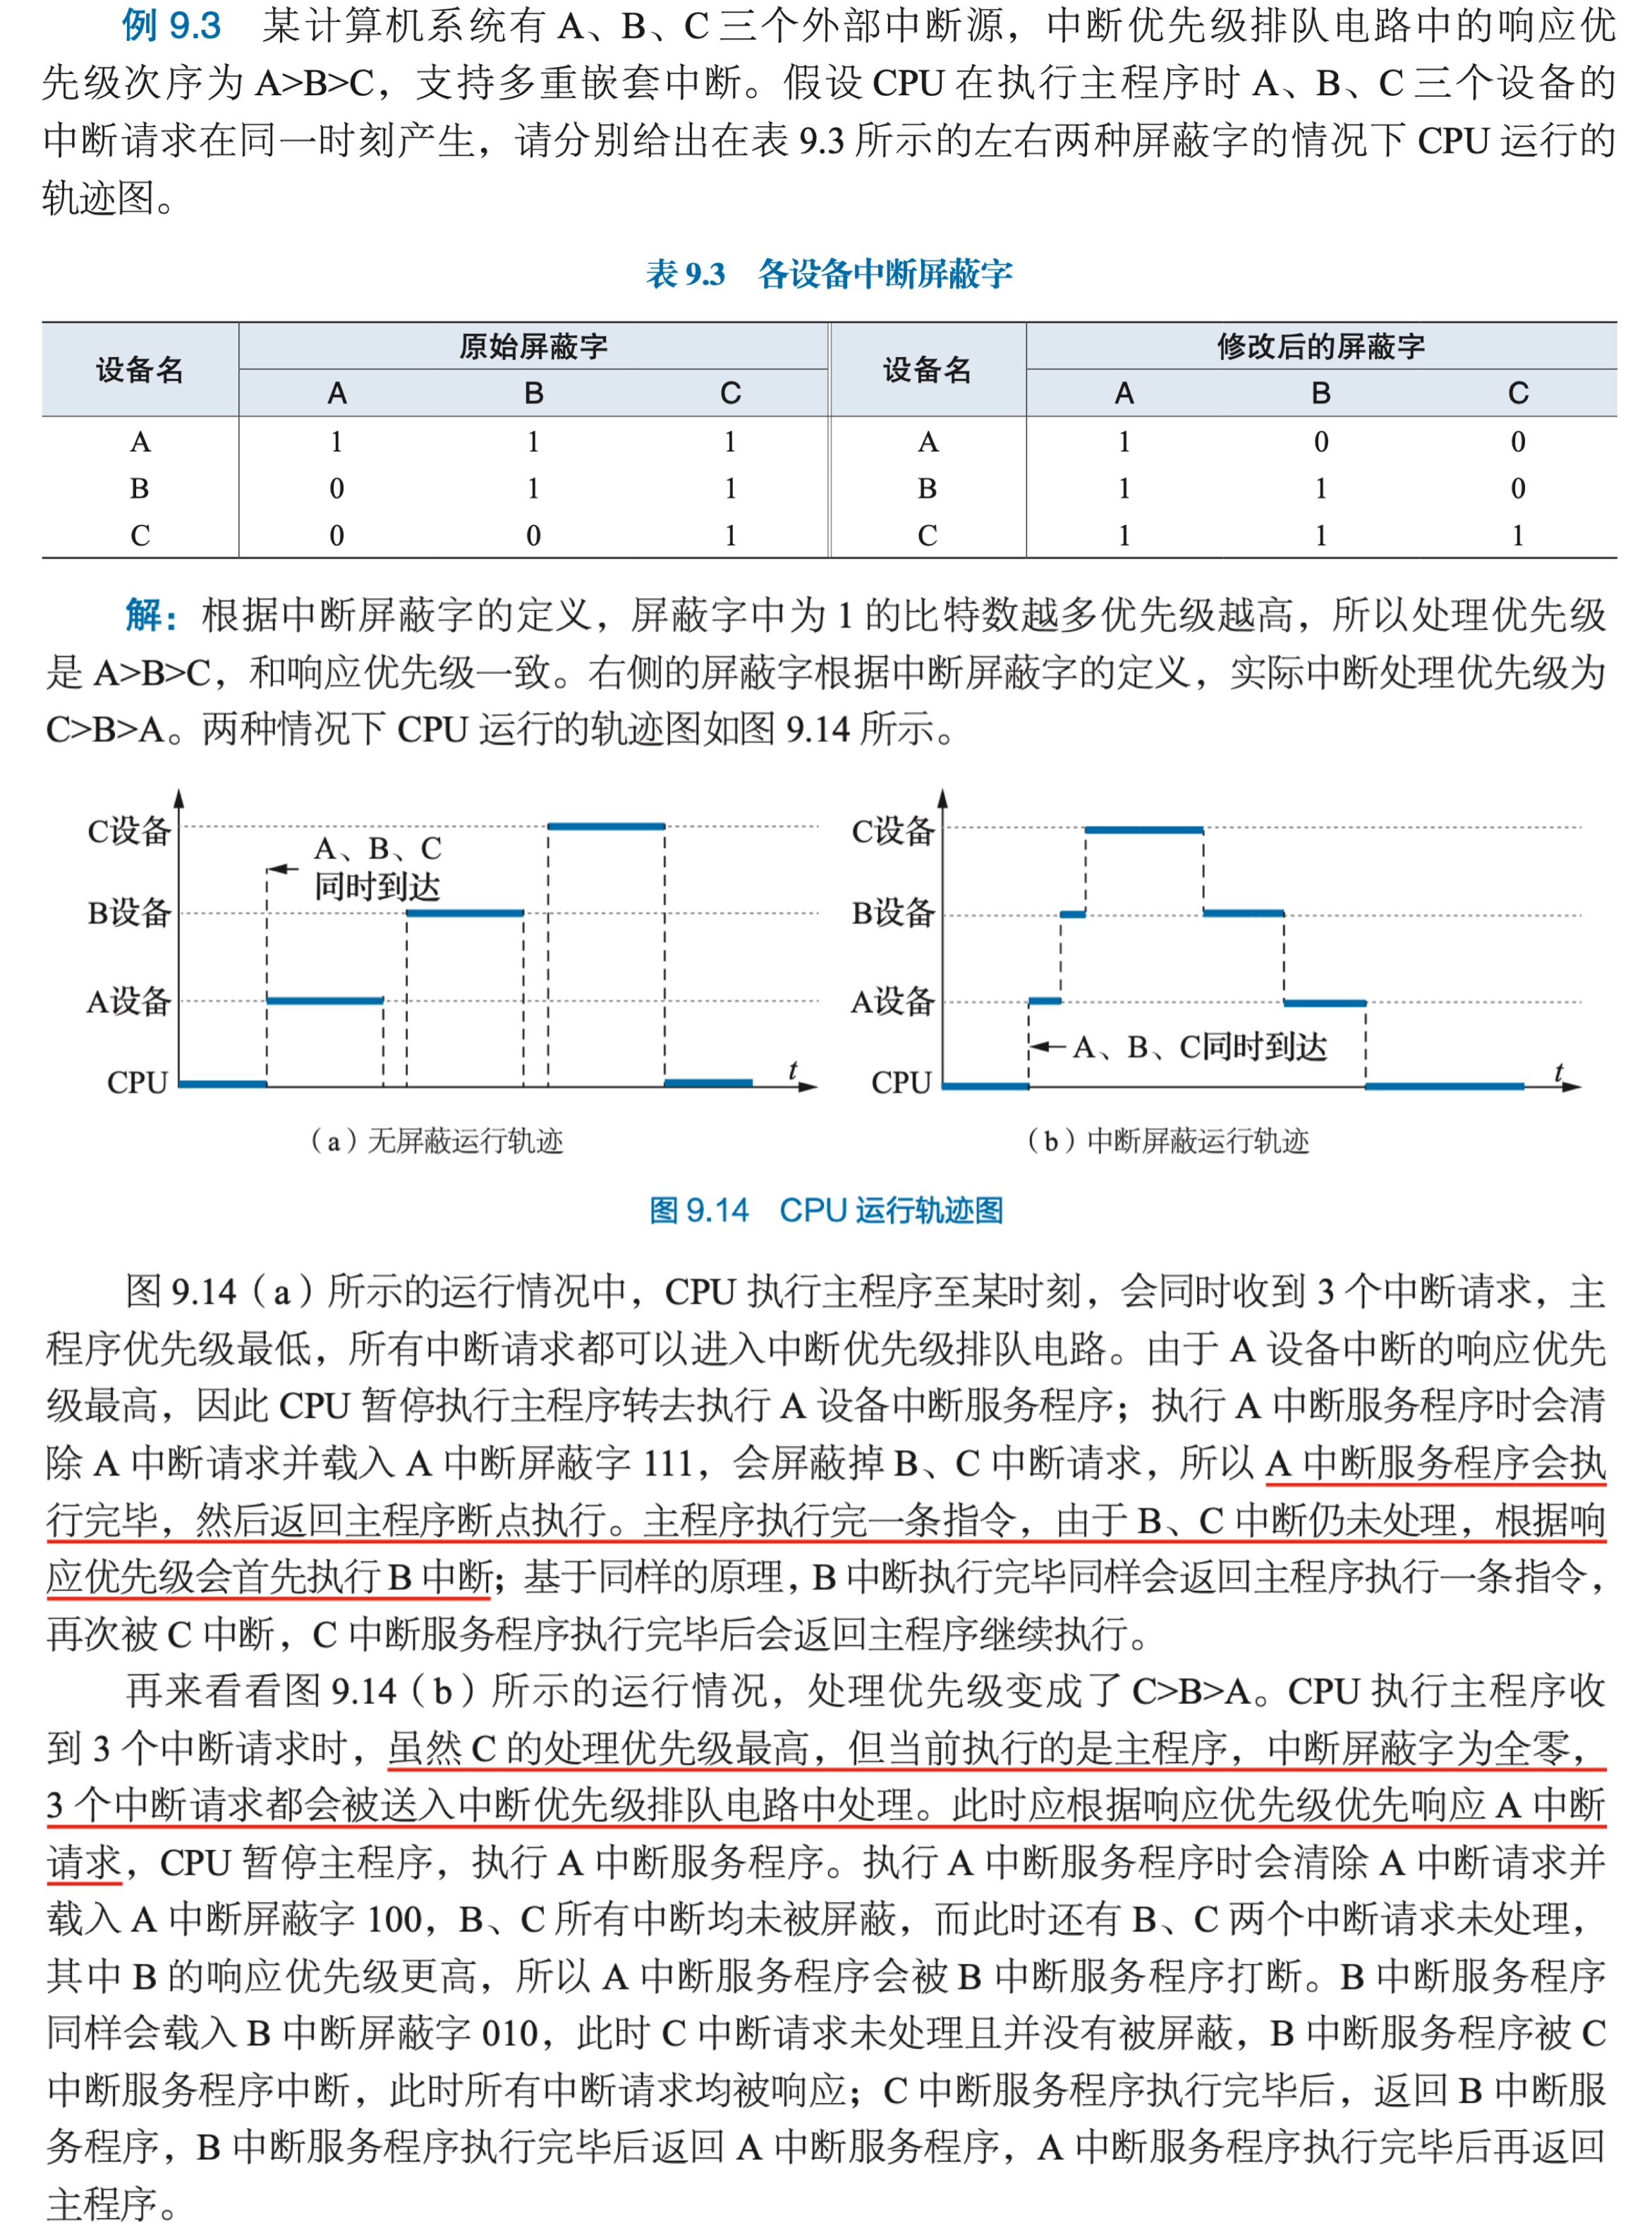 例 9.3 某计算机系统有 A、B、C 三个外部中断源，中断优先级排队电路中的响应优
先级次序为 A>B>C，支持多重嵌套中断。假设 CPU 在执行主程序时 A、B、C 三个设备的
中断请求在同一时刻产生，请分别给出在表 9.3 所示的左右两种屏蔽字的情况下 CPU 运行的
轨迹图。
表 9.3 各设备中断屏蔽字
设备名 原始屏蔽字 设备名 修改后的屏蔽字
A B C A B C
A 1 1 1 A 1 0 0
B 0 1 1 B 1 1 0
C 0 0 1 C 1 1 1
解：根据中断屏蔽字的定义，屏蔽字中为 1 的比特数越多优先级越高，所以处理优先级
是 A>B>C，和响应优先级一致。右侧的屏蔽字根据中断屏蔽字的定义，实际中断处理优先级为
C>B>A。两种情况下 CPU 运行的轨迹图如图 9.14 所示。
C设备
A、B、C
同时到达
B设备
A设备
CPU
t
（a）无屏蔽运行轨迹
C设备
B设备
A设备
A、B、C同时到达
CPU
t
（b）中断屏蔽运行轨迹
图 9.14 CPU 运行轨迹图
图 9.14（a）所示的运行情况中，CPU 执行主程序至某时刻，会同时收到 3 个中断请求，主
程序优先级最低，所有中断请求都可以进入中断优先级排队电路。由于 A 设备中断的响应优先
级最高，因此 CPU 暂停执行主程序转去执行 A 设备中断服务程序；执行 A 中断服务程序时会清
除 A 中断请求并载入 A 中断屏蔽字 111，会屏蔽掉 B、C 中断请求，所以 A 中断服务程序会执
行完毕，然后返回主程序断点执行。主程序执行完一条指令，由于 B、C 中断仍未处理，根据响
应优先级会首先执行 B 中断；基于同样的原理，B 中断执行完毕同样会返回主程序执行一条指令，
再次被 C 中断，C 中断服务程序执行完毕后会返回主程序继续执行。
再来看看图 9.14（b）所示的运行情况，处理优先级变成了 C>B>A。CPU 执行主程序收
到 3 个中断请求时，虽然 C 的处理优先级最高，但当前执行的是主程序，中断屏蔽字为全零，
3 个中断请求都会被送入中断优先级排队电路中处理。此时应根据响应优先级优先响应 A 中断
请求，CPU 暂停主程序，执行 A 中断服务程序。执行 A 中断服务程序时会清除 A 中断请求并
载入 A 中断屏蔽字 100，B、C 所有中断均未被屏蔽，而此时还有 B、C 两个中断请求未处理，
其中 B 的响应优先级更高，所以 A 中断服务程序会被 B 中断服务程序打断。B 中断服务程序
同样会载入 B 中断屏蔽字 010，此时 C 中断请求未处理且并没有被屏蔽，B 中断服务程序被 C
中断服务程序中断，此时所有中断请求均被响应；C 中断服务程序执行完毕后，返回 B 中断服
务程序，B 中断服务程序执行完毕后返回 A 中断服务程序，A 中断服务程序执行完毕后再返回
主程序。